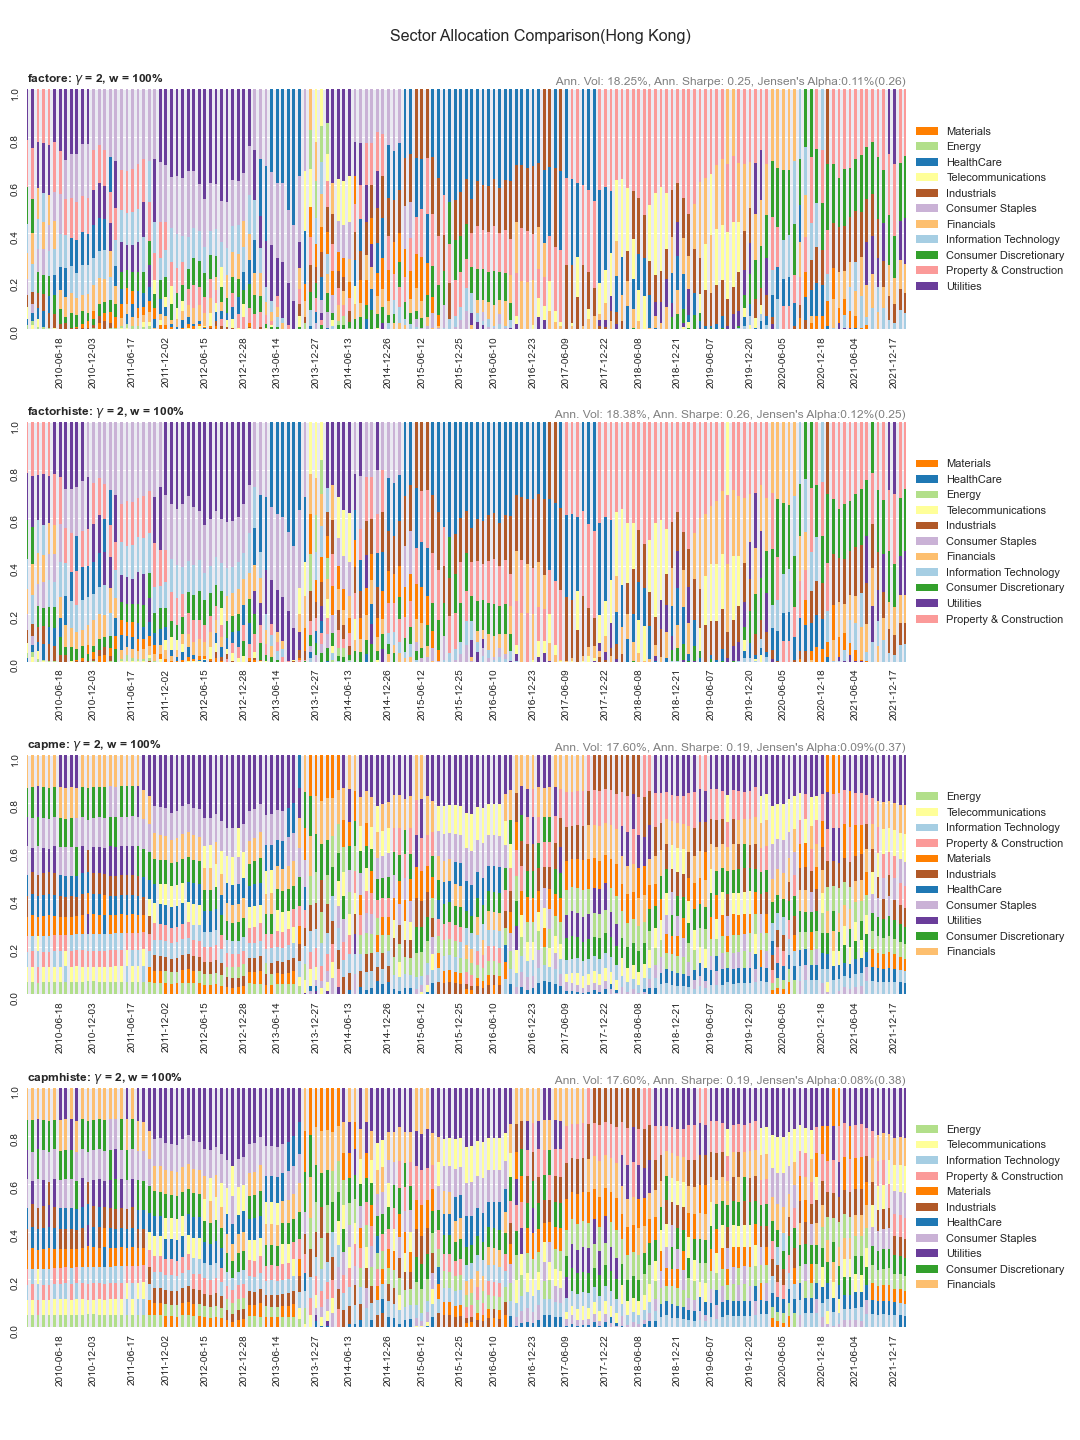 Sector Allocation Comparison(Hong Kong)
factore: γ = 2, w = 100%
Ann. Vol: 18.25%, Ann. Sharpe: 0.25, Jensen's Alpha:0.11%(0.26)
1.0
0.8
0.6
0.4
0.2
0.0
Materials
Energy
HealthCare
Telecommunications
Industrials
Consumer Staples
Financials
Information Technology
Consumer Discretionary
Property & Construction
Utilities
2010-06-18
2010-12-03
2011-06-17
2011-12-02
2012-06-15
2012-12-28
2013-06-14
2013-12-27
2014-06-13
2014-12-26
2015-06-12
2015-12-25
2016-06-10
2016-12-23
2017-06-09
2017-12-22
2018-06-08
2018-12-21
2019-06-07
2019-12-20
2020-06-05
2020-12-18
2021-06-04
2021-12-17
factorhiste: γ = 2, w = 100%
Ann. Vol: 18.38%, Ann. Sharpe: 0.26, Jensen's Alpha:0.12%(0.25)
1.0
0.8
0.6
0.4
0.2
0.0
Materials
HealthCare
Energy
Telecommunications
Industrials
Consumer Staples
Financials
Information Technology
Consumer Discretionary
Utilities
Property & Construction
2010-06-18
2010-12-03
2011-06-17
2011-12-02
2012-06-15
2012-12-28
2013-06-14
2013-12-27
2014-06-13
2014-12-26
2015-06-12
2015-12-25
2016-06-10
2016-12-23
2017-06-09
2017-12-22
2018-06-08
2018-12-21
2019-06-07
2019-12-20
2020-06-05
2020-12-18
2021-06-04
2021-12-17
capme: γ = 2, w = 100%
Ann. Vol: 17.60%, Ann. Sharpe: 0.19, Jensen's Alpha:0.09%(0.37)
1.0
0.8
0.6
0.4
0.2
0.0
Energy
Telecommunications
Information Technology
Property & Construction
Materials
Industrials
HealthCare
Consumer Staples
Utilities
Consumer Discretionary
Financials
2010-06-18
2010-12-03
2011-06-17
2011-12-02
2012-06-15
2012-12-28
2013-06-14
2013-12-27
2014-06-13
2014-12-26
2015-06-12
2015-12-25
2016-06-10
2016-12-23
2017-06-09
2017-12-22
2018-06-08
2018-12-21
2019-06-07
2019-12-20
2020-06-05
2020-12-18
2021-06-04
2021-12-17
capmhiste: γ = 2, w = 100%
Ann. Vol: 17.60%, Ann. Sharpe: 0.19, Jensen's Alpha:0.08%(0.38)
1.0
0.8
0.6
0.4
0.2
0.0
Energy
Telecommunications
Information Technology
Property & Construction
Materials
Industrials
HealthCare
Consumer Staples
Utilities
Consumer Discretionary
Financials
2010-06-18
2010-12-03
2011-06-17
2011-12-02
2012-06-15
2012-12-28
2013-06-14
2013-12-27
2014-06-13
2014-12-26
2015-06-12
2015-12-25
2016-06-10
2016-12-23
2017-06-09
2017-12-22
2018-06-08
2018-12-21
2019-06-07
2019-12-20
2020-06-05
2020-12-18
2021-06-04
2021-12-17